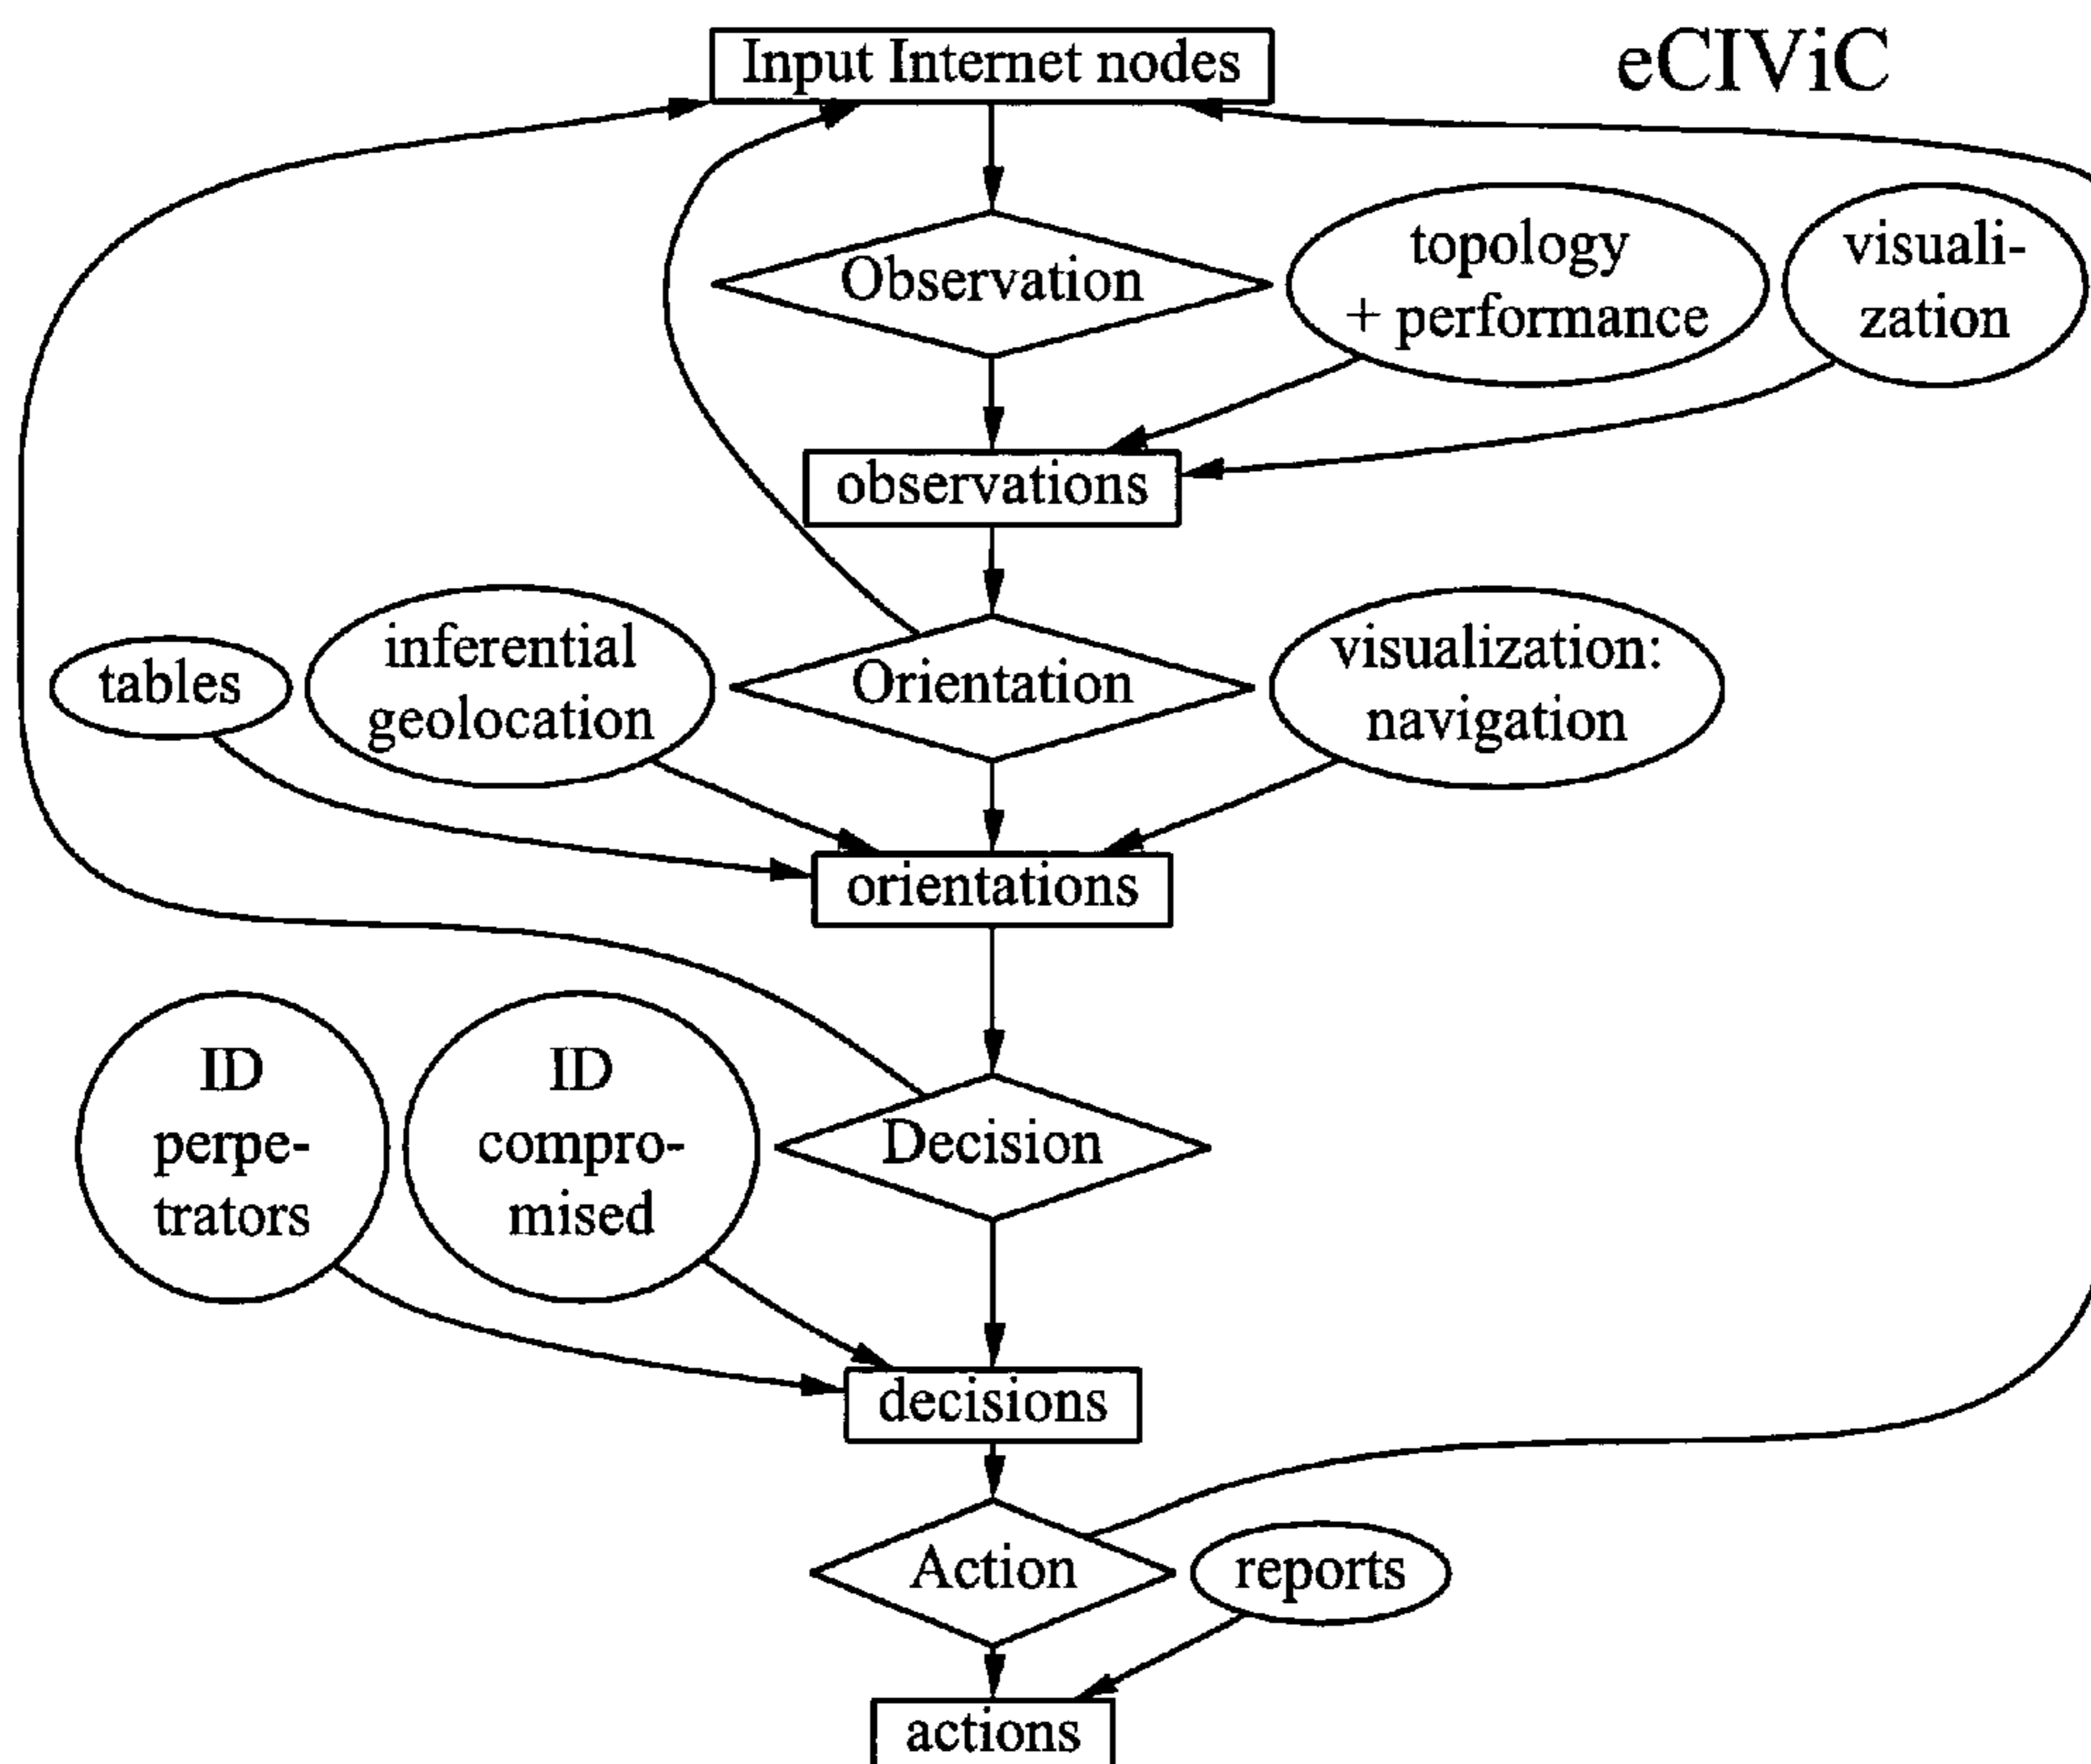 Input Internet nodes
eCIViC
Observation
topology
+ performance
visuali-
zation
observations
tables
inferential
geolocation
Orientation
visualization:
navigation
orientations
ID
perpe-
trators
ID
compro-
mised
Decision
decisions
Action
reports
actions